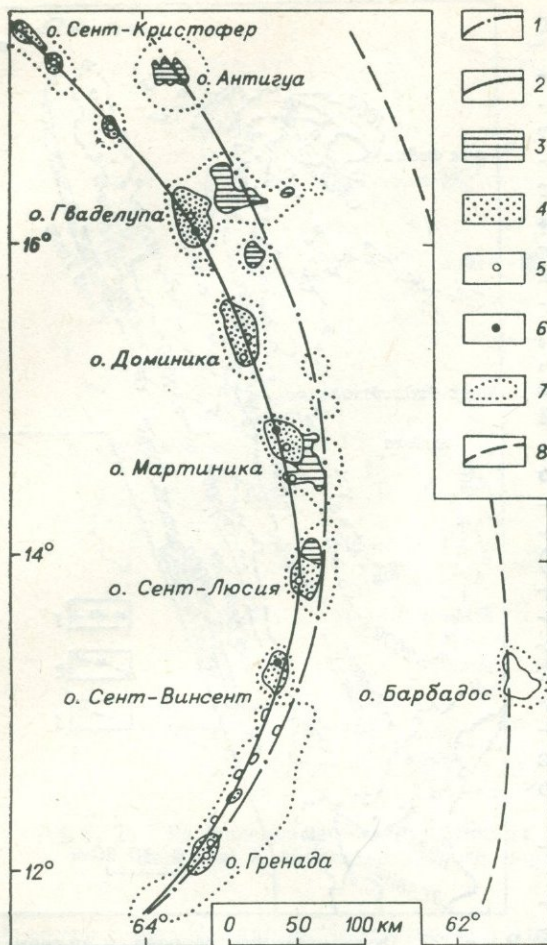 о. Сент-Кристофер
о. Антигуа
о. Гваделупа
16°
о. Доминика
о. Мартиника
14°
о. Сент-Люсия
о. Сент-Винсент
о. Барбадос
о. Гренада
12°
64°
62°
0 50 100 км
1
2
3
4
5
6
7
8